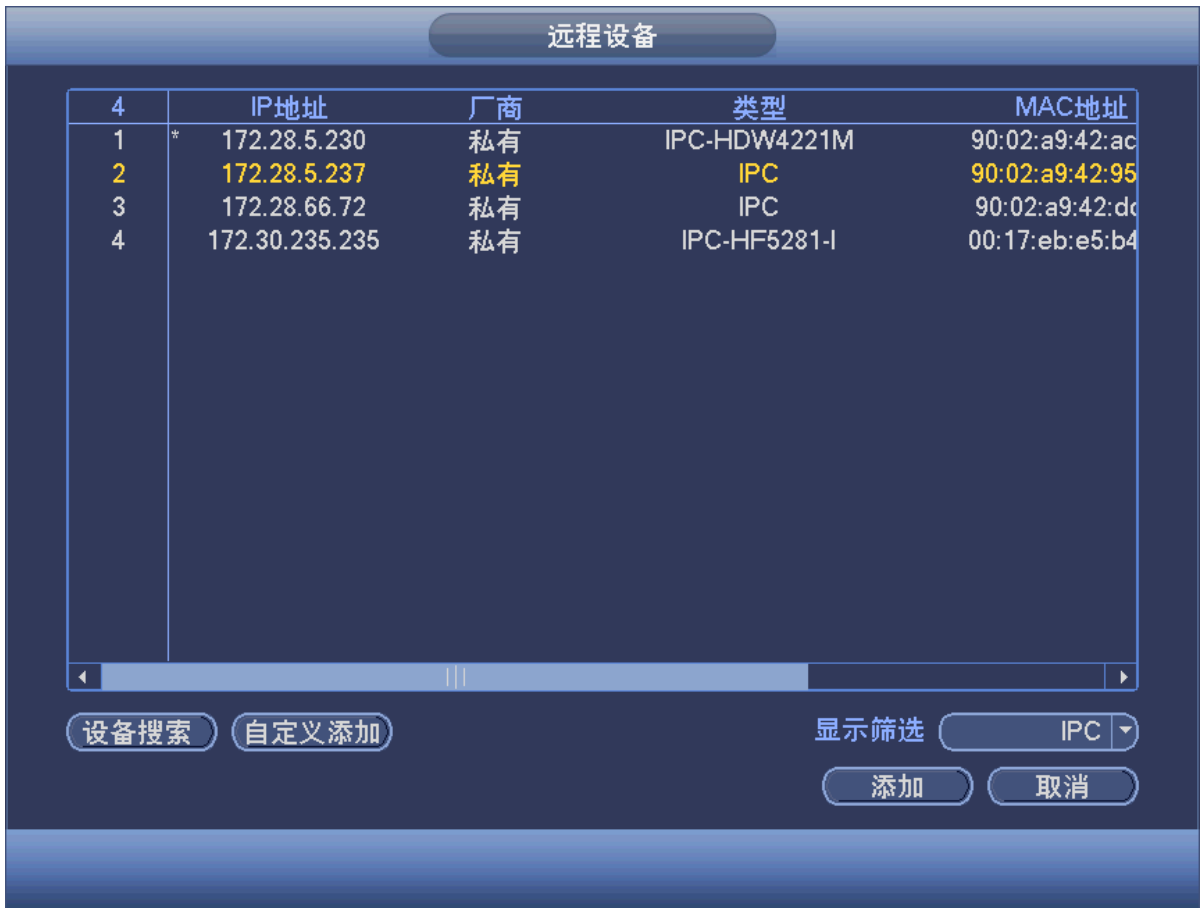 远程设备
4 IP地址 厂商 类型 MAC地址
1 * 172.28.5.230 私有 IPC-HDW4221M 90:02:a9:42:ac
2 172.28.5.237 私有 IPC 90:02:a9:42:95
3 172.28.66.72 私有 IPC 90:02:a9:42:dc
4 172.30.235.235 私有 IPC-HF5281-I 00:17:eb:e5:b4
设备搜索 自定义添加 显示筛选 IPC
添加 取消